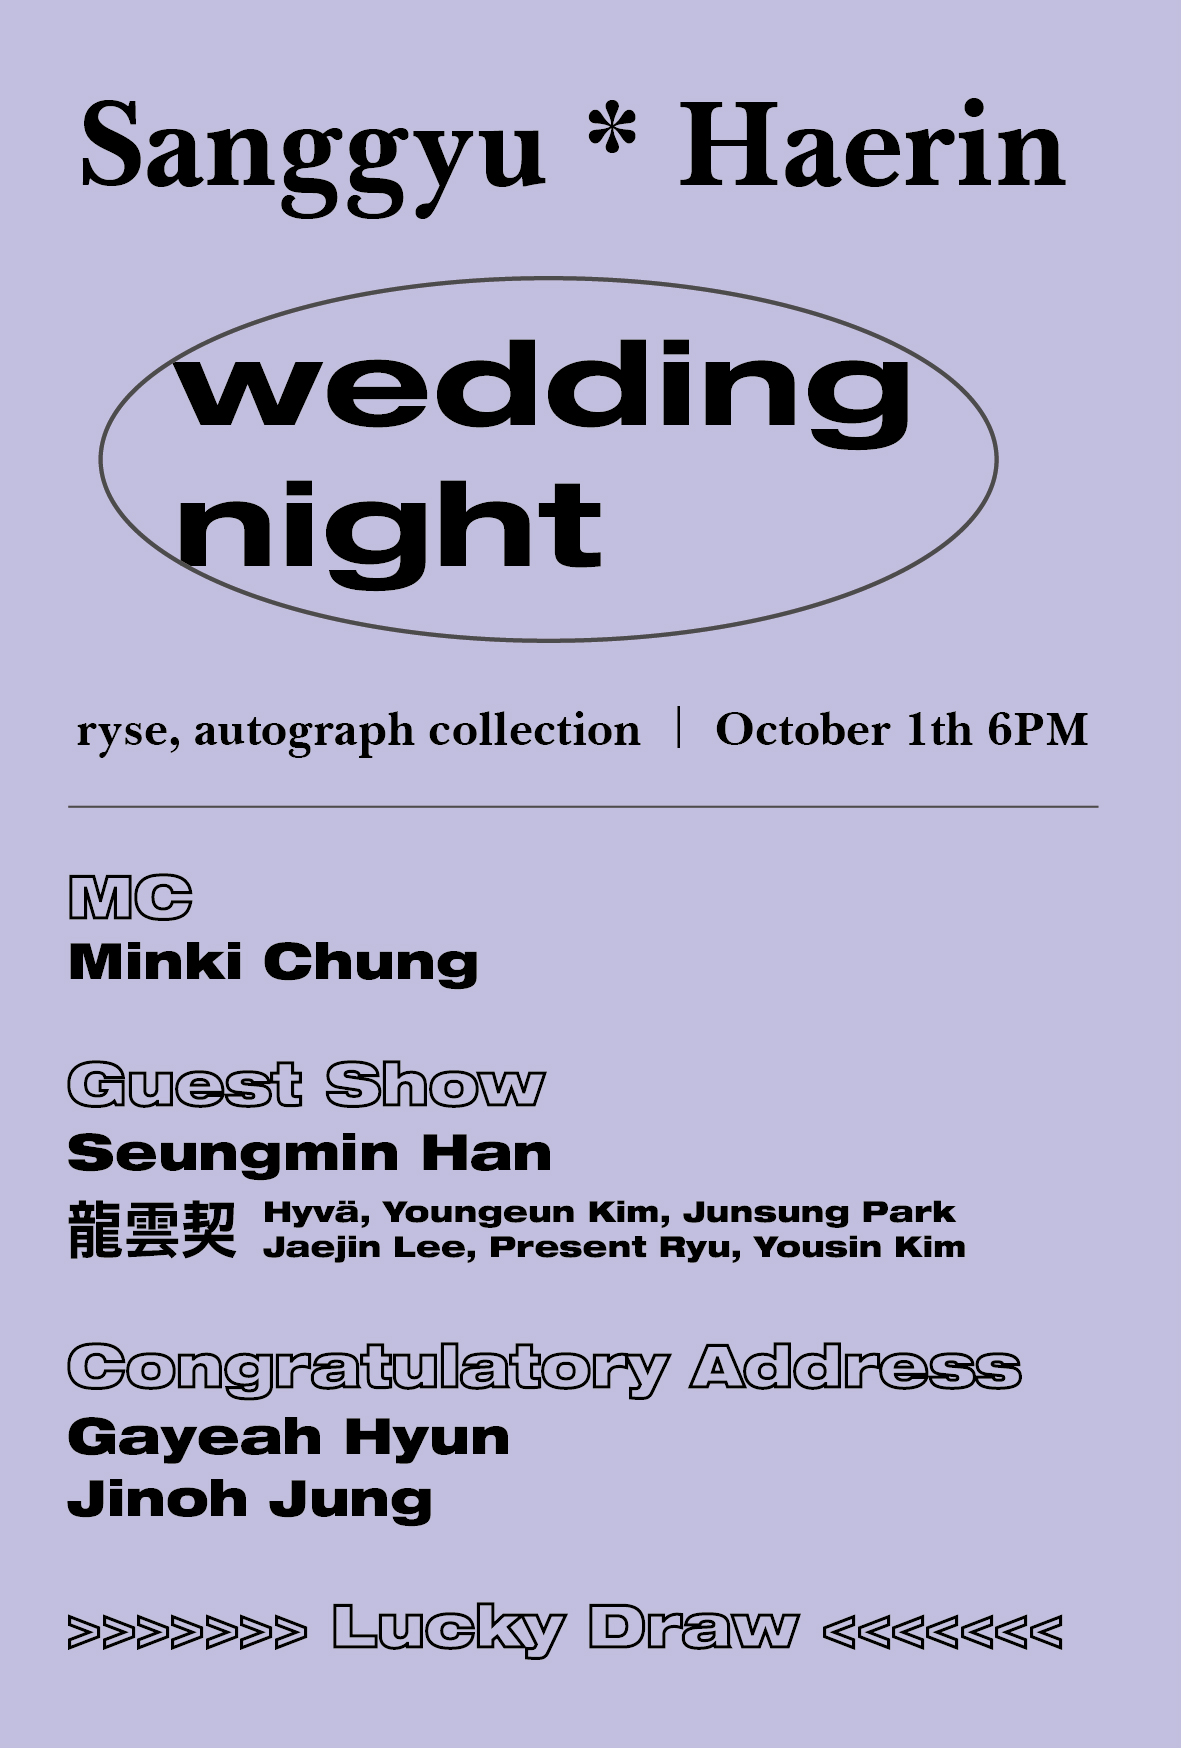 Sanggyu * Haerin
wedding
night
ryse, autograph collection | October 1th 6PM
MC
Minki Chung
Guest Show
Seungmin Han
龍雲契 Hyvä, Youngeun Kim, Junsung Park
Jaejin Lee, Present Ryu, Yousin Kim
Congratulatory Address
Gayeah Hyun
Jinoh Jung
>>>>>>> Lucky Draw <<<<<<<